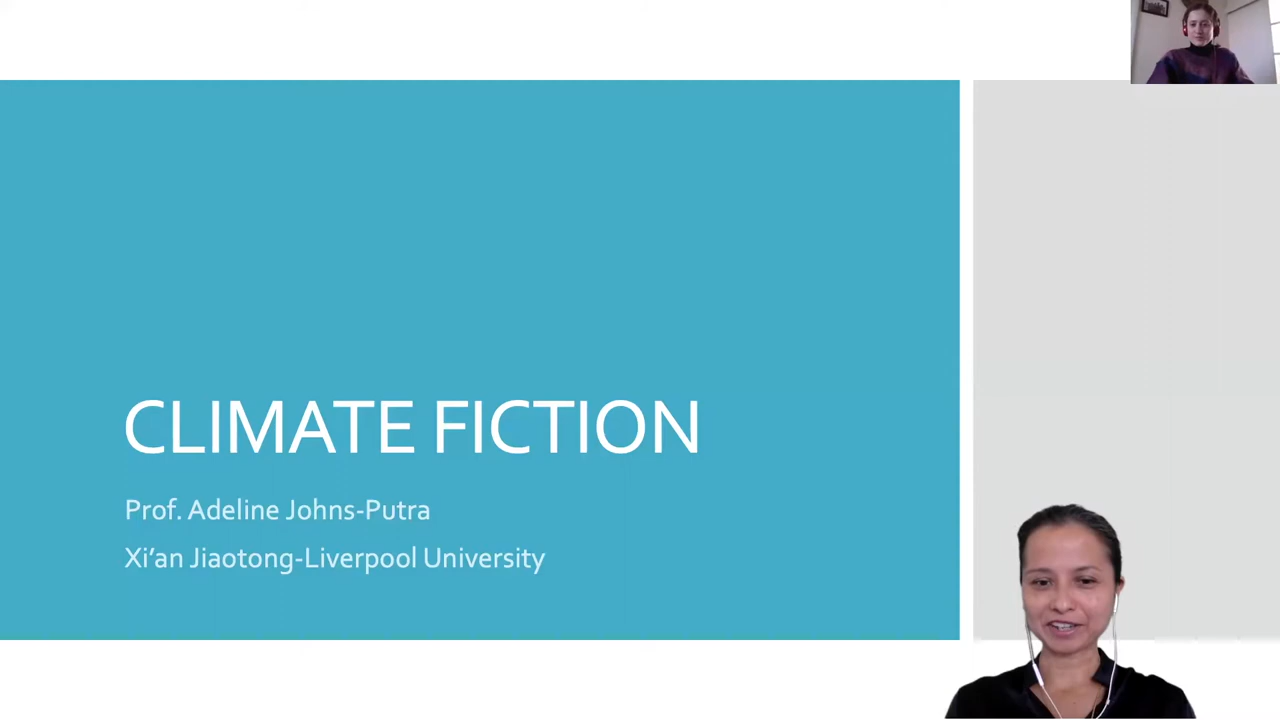 CLIMATE FICTION
Prof. Adeline Johns-Putra
Xi’an Jiaotong-Liverpool University